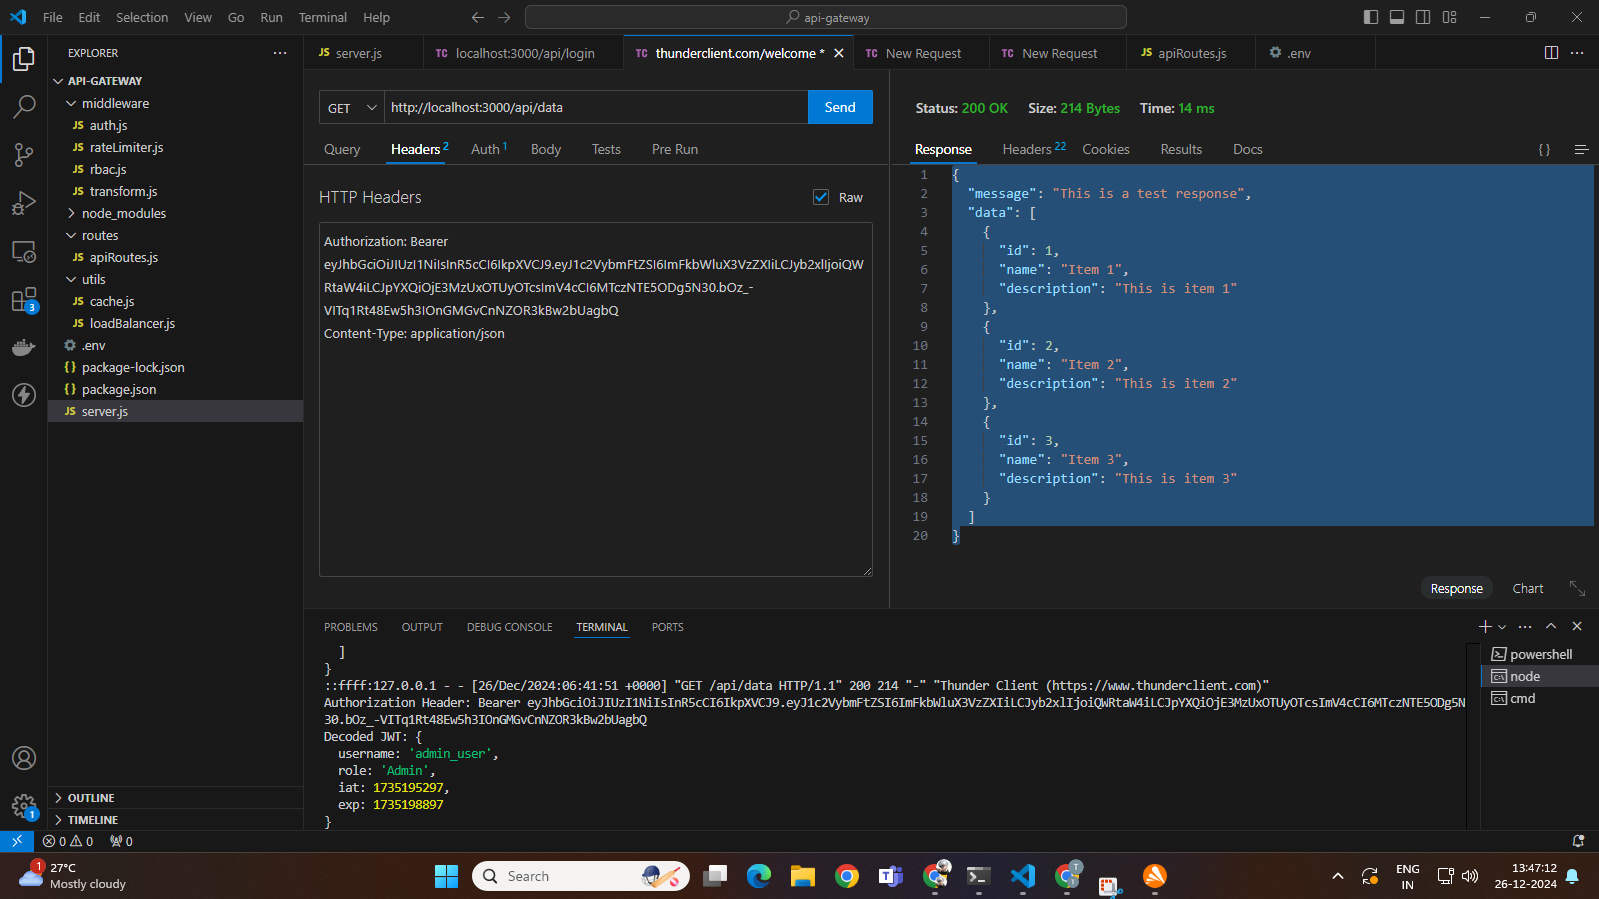 File Edit Selection View Go Run Terminal Help
api-gateway
EXPLORER
API-GATEWAY
middleware
JS auth.js
JS rateLimiter.js
JS rbac.js
JS transform.js
node_modules
routes
JS apiRoutes.js
utils
JS cache.js
JS loadBalancer.js
.env
{} package-lock.json
{} package.json
JS server.js
OUTLINE
TIMELINE
3
1
JS server.js TC localhost:3000/api/login TC thunderclient.com/welcome * TC New Request TC New Request JS apiRoutes.js .env
GET http://localhost:3000/api/data Send
Query Headers 2 Auth 1 Body Tests Pre Run
HTTP Headers Raw
Authorization: Bearer
eyJhbGciOiJIUzI1NiIsInR5cCI6IkpXVCJ9.eyJ1c2VybmFtZSI6ImFkbWluX3VzZXIiLCJyb2xlIjoiQW
RtaW4iLCJpYXQiOjE3MzUxOTUyOTcsImV4cCI6MTczNTE5ODg5N30.bOz_-
VITq1Rt48Ew5h3IOnGMGvCnNZOR3kBw2bUagbQ
Content-Type: application/json
Status: 200 OK Size: 214 Bytes Time: 14 ms
Response Headers 22 Cookies Results Docs {}
1 {
2 "message": "This is a test response",
3 "data": [
4 {
5 "id": 1,
6 "name": "Item 1",
7 "description": "This is item 1"
8 },
9 {
10 "id": 2,
11 "name": "Item 2",
12 "description": "This is item 2"
13 },
14 {
15 "id": 3,
16 "name": "Item 3",
17 "description": "This is item 3"
18 }
19 ]
20 }
Response Chart
PROBLEMS OUTPUT DEBUG CONSOLE TERMINAL PORTS
]
}
::ffff:127.0.0.1 - - [26/Dec/2024:06:41:51 +0000] "GET /api/data HTTP/1.1" 200 214 "-" "Thunder Client (https://www.thunderclient.com)"
Authorization Header: Bearer eyJhbGciOiJIUzI1NiIsInR5cCI6IkpXVCJ9.eyJ1c2VybmFtZSI6ImFkbWluX3VzZXIiLCJyb2xlIjoiQWRtaW4iLCJpYXQiOjE3MzUxOTUyOTcsImV4cCI6MTczNTE5ODg5N
30.bOz_-VITq1Rt48Ew5h3IOnGMGvCnNZOR3kBw2bUagbQ
Decoded JWT: {
username: 'admin_user',
role: 'Admin',
iat: 1735195297,
exp: 1735198897
}
powershell
node
cmd
0 0 0
1
27°C
Mostly cloudy
Search
ENG
IN
13:47:12
26-12-2024